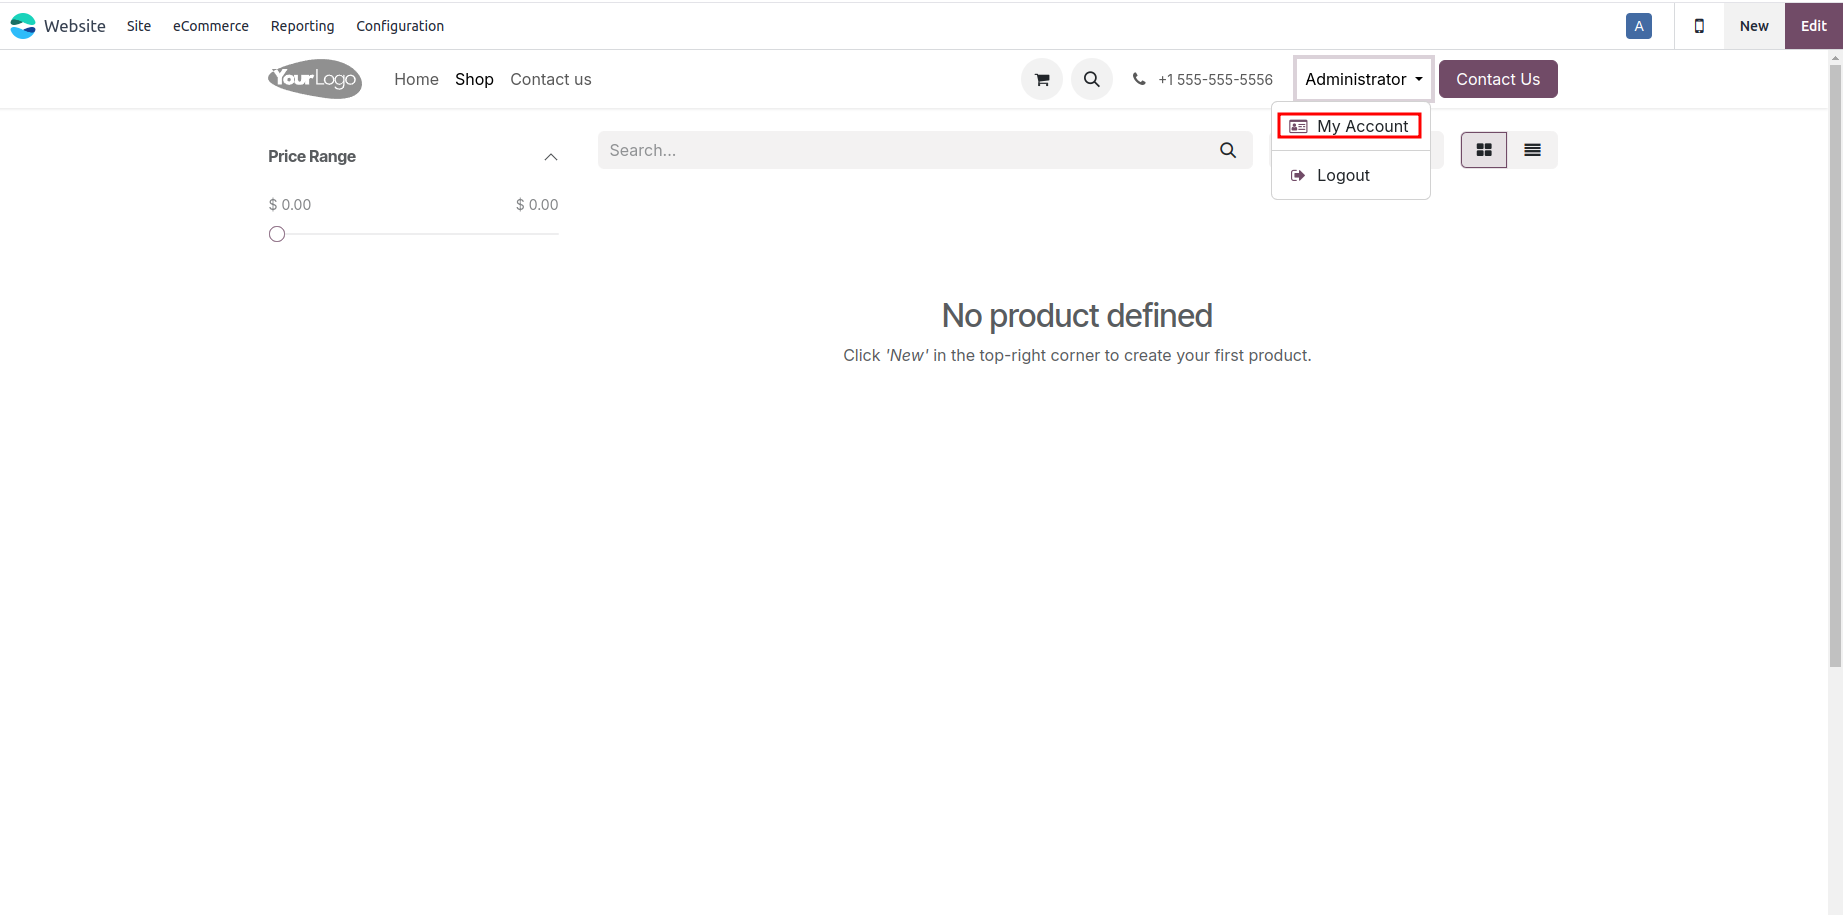 Website Site eCommerce Reporting Configuration A New Edit
YourLogo Home Shop Contact us +1 555-555-5556 Administrator Contact Us
My Account
Logout
Search...
Price Range
$ 0.00 $ 0.00
No product defined
Click 'New' in the top-right corner to create your first product.